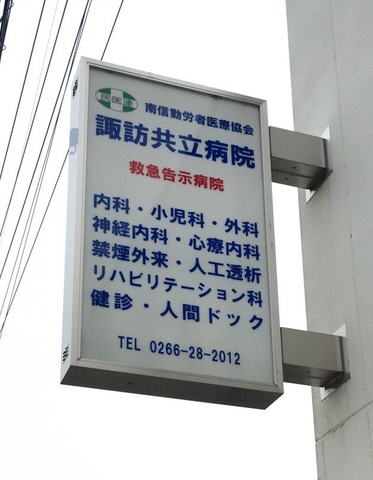 民医連
南信勤労者医療協会
諏訪共立病院
救急告示病院
内科・小児科・外科
神経内科・心療内科
禁煙外来・人工透析
リハビリテーション科
健診・人間ドック
TEL 0266-28-2012